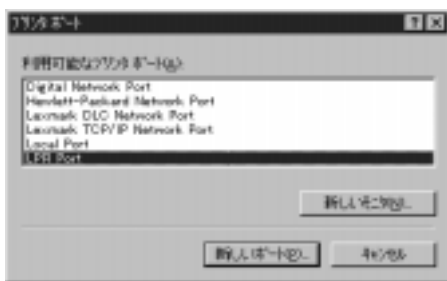 プリンタ ポート
利用可能なプリンタ ポート(A):
Digital Network Port
Hewlett-Packard Network Port
Lexmark DLC Network Port
Lexmark TCP/IP Network Port
Local Port
LPR Port
新しいモニタ(N)...
新しいポート(P)...
キャンセル